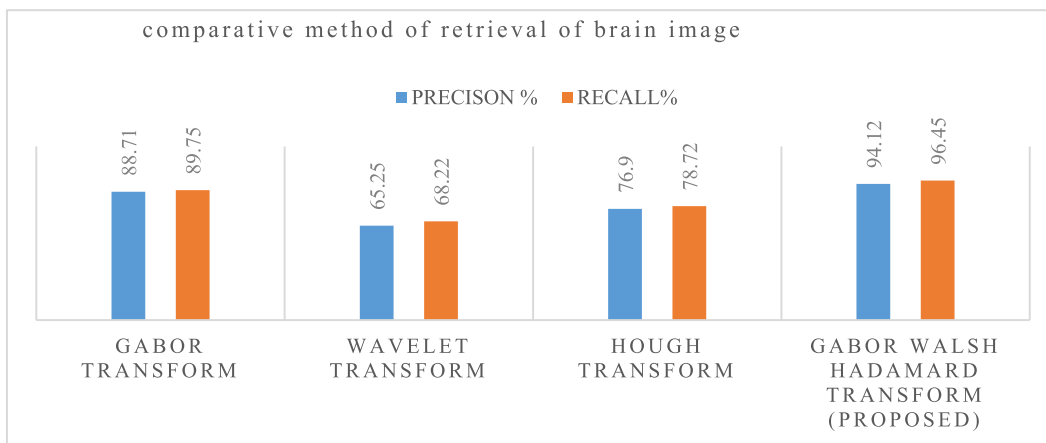 comparative method of retrieval of brain image
PRECISON % RECALL%
88.71 89.75 65.25 68.22 76.9 78.72 94.12 96.45
GABOR
TRANSFORM
WAVELET
TRANSFORM
HOUGH
TRANSFORM
GABOR WALSH
HADAMARD
TRANSFORM
(PROPOSED)